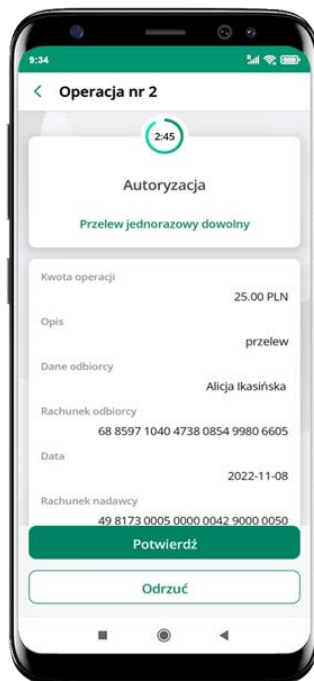 9:34
Operacja nr 2
2:45
Autoryzacja
Przelew jednorazowy dowolny
Kwota operacji
25.00 PLN
Opis
przelew
Dane odbiorcy
Alicja Ikasińska
Rachunek odbiorcy
68 8597 1040 4738 0854 9980 6605
Data
2022-11-08
Rachunek nadawcy
49 8173 0005 0000 0042 9000 0050
Potwierdź
Odrzuć